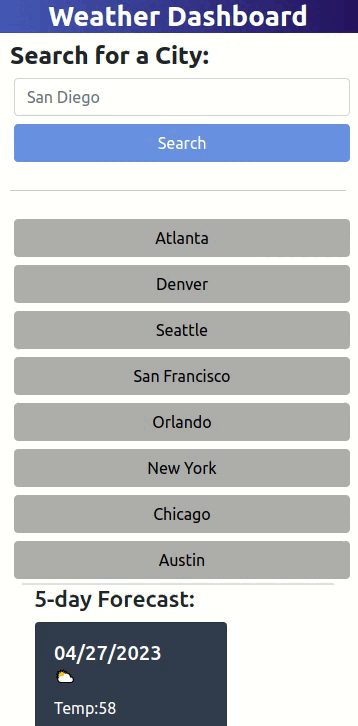 Weather Dashboard
Search for a City:
San Diego
Search
Atlanta
Denver
Seattle
San Francisco
Orlando
New York
Chicago
Austin
5-day Forecast:
04/27/2023
Temp:58